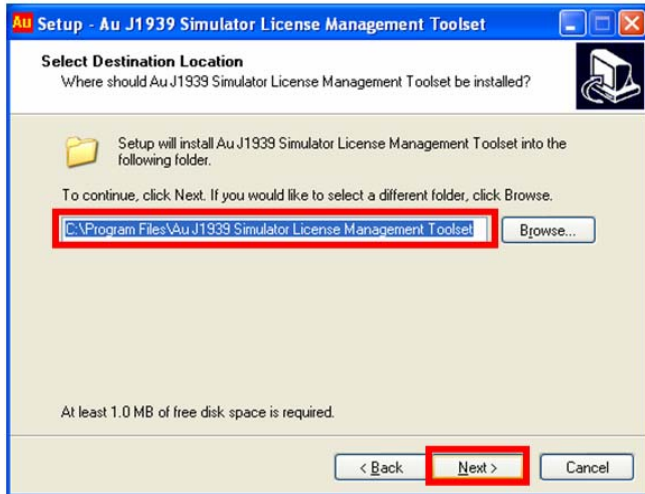 Au Setup - Au J1939 Simulator License Management Toolset
Select Destination Location
Where should Au J1939 Simulator License Management Toolset be installed?
Setup will install Au J1939 Simulator License Management Toolset into the
following folder.
To continue, click Next. If you would like to select a different folder, click Browse.
C:\Program Files\Au J1939 Simulator License Management Toolset
Browse...
At least 1.0 MB of free disk space is required.
< Back
Next >
Cancel